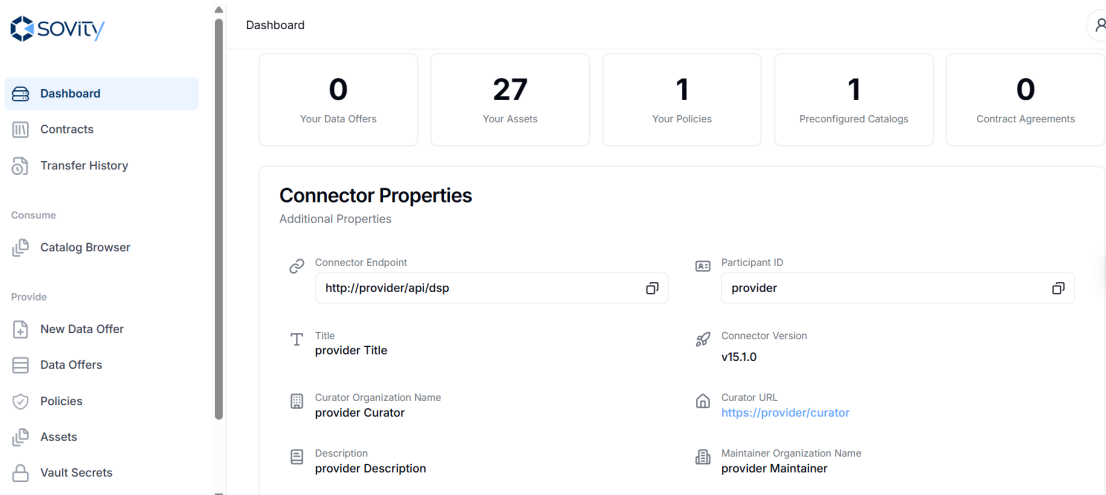 SOVITY
Dashboard
Dashboard
Contracts
Transfer History
Consume
Catalog Browser
Provide
New Data Offer
Data Offers
Policies
Assets
Vault Secrets
0
Your Data Offers
27
Your Assets
1
Your Policies
1
Preconfigured Catalogs
0
Contract Agreements
Connector Properties
Additional Properties
Connector Endpoint
http://provider/api/dsp
Participant ID
provider
Title
provider Title
Connector Version
v15.1.0
Curator Organization Name
provider Curator
Curator URL
https://provider/curator
Description
provider Description
Maintainer Organization Name
provider Maintainer